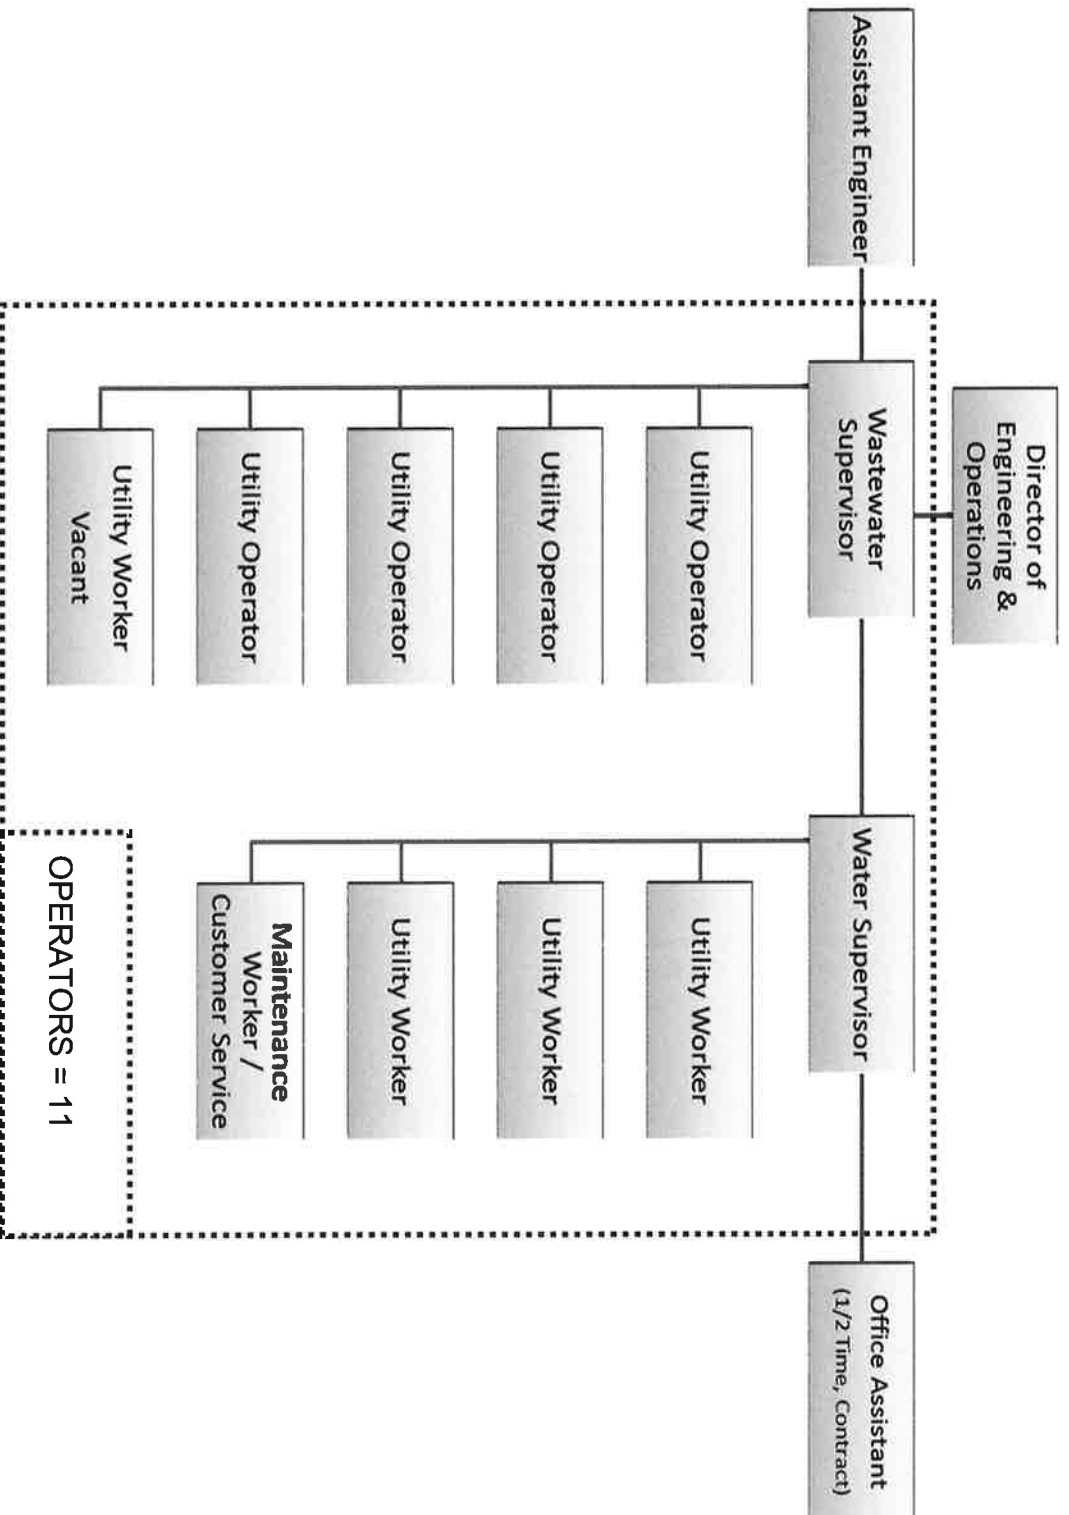 Director of
Engineering &
Operations
Assistant Engineer
Wastewater
Supervisor
Water Supervisor
Office Assistant
(1/2 Time, Contract)
Utility Operator
Utility Operator
Utility Operator
Utility Operator
Utility Worker
Vacant
Utility Worker
Utility Worker
Utility Worker
Maintenance
Worker /
Customer Service
OPERATORS = 11